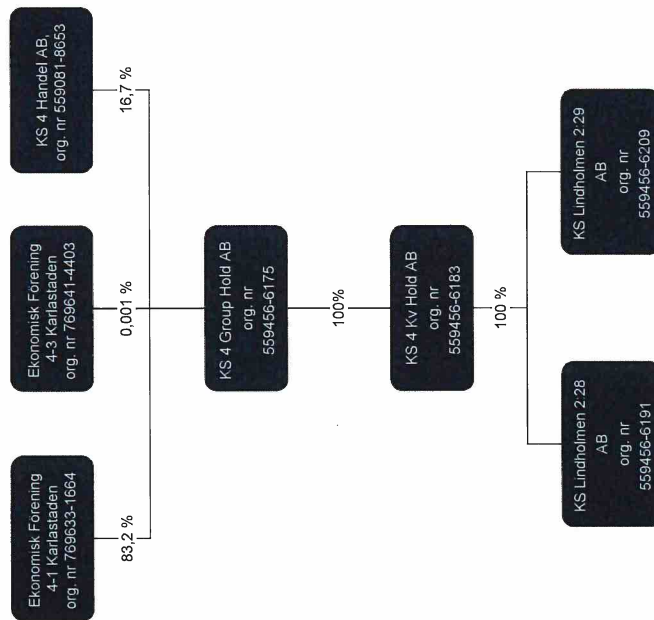 Ekonomisk Förening
4-1 Karlastaden
org. nr 769633-1664
Ekonomisk Förening
4-3 Karlastaden
org. nr 769641-4403
KS 4 Handel AB,
org. nr 559081-8653
83,2 %
0,001 %
16,7 %
KS 4 Group Hold AB
org. nr
559456-6175
100%
KS 4 Kv Hold AB
org. nr
559456-6183
100 %
KS Lindholmen 2:28
AB
org. nr
559456-6191
KS Lindholmen 2:29
AB
org. nr
559456-6209